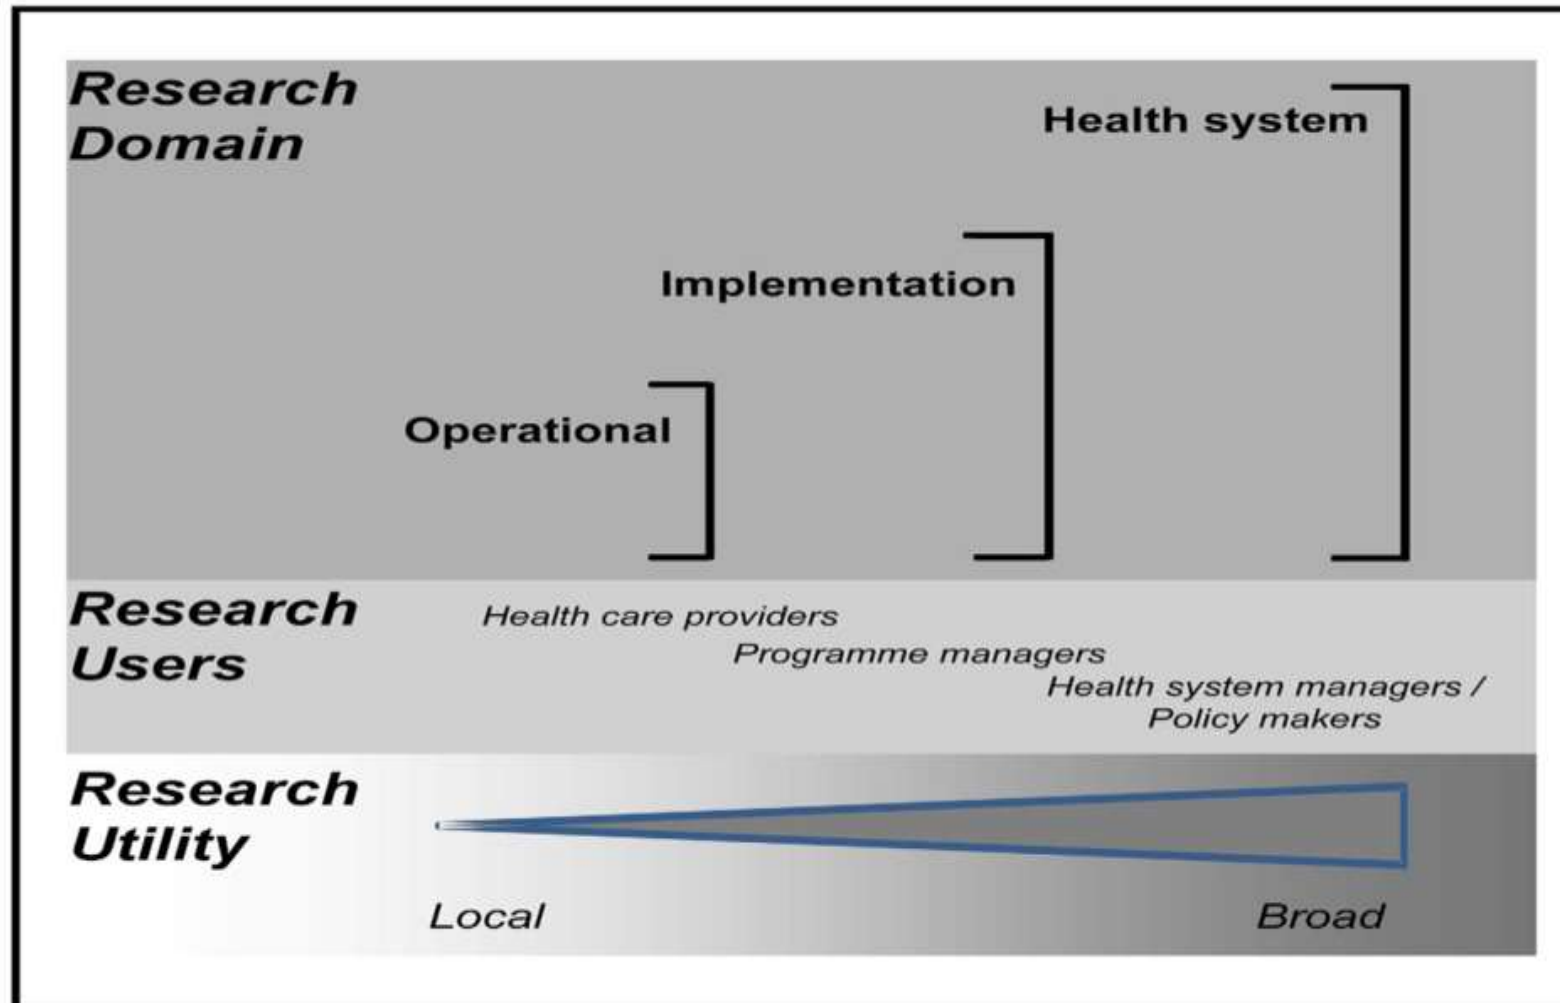 Research
Domain
Health system
Implementation
Operational
Research
Users
Health care providers
Programme managers
Health system managers /
Policy makers
Research
Utility
Local
Broad